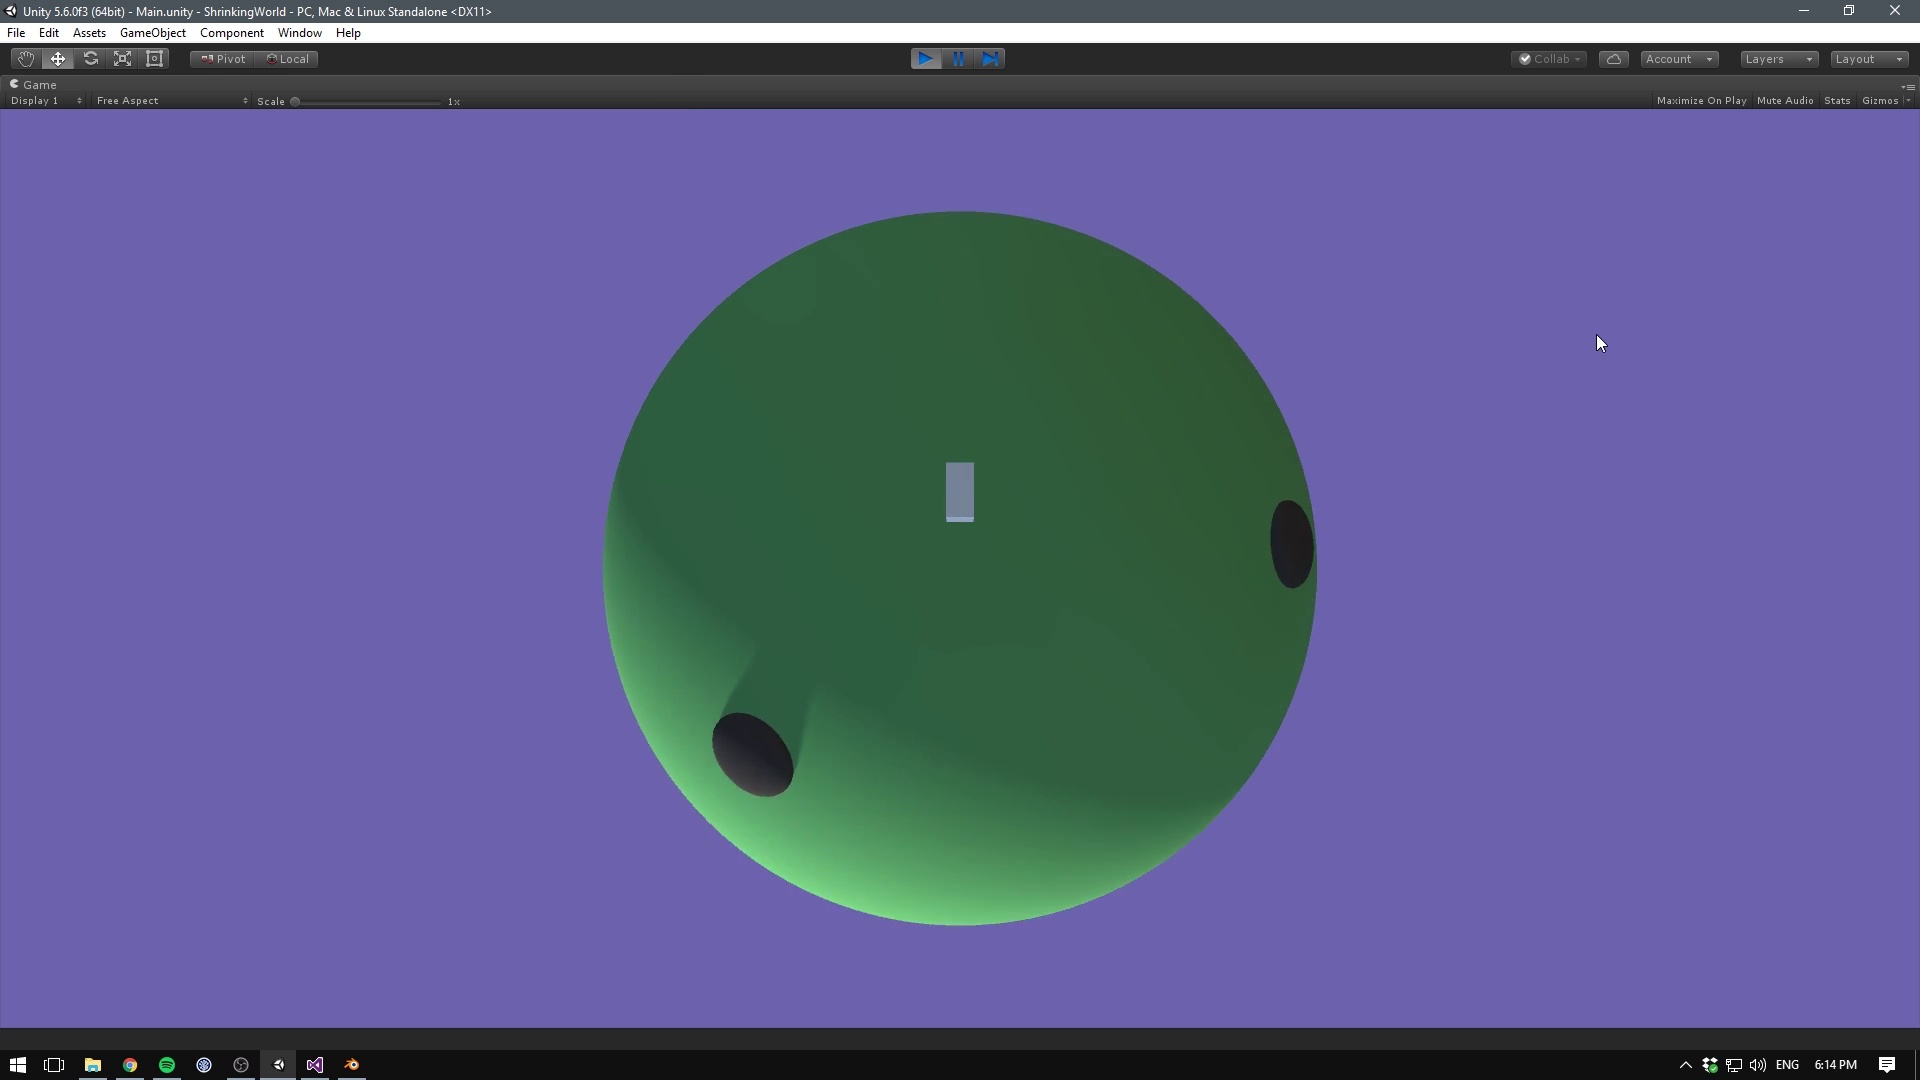 Unity 5.6.0f3 (64bit) - Main.unity - ShrinkingWorld - PC, Mac & Linux Standalone <DX11>
File Edit Assets GameObject Component Window Help
Pivot Local Collab Account Layers Layout
Game
Display 1 Free Aspect Scale 1x Maximize On Play Mute Audio Stats Gizmos
ENG 6:14 PM